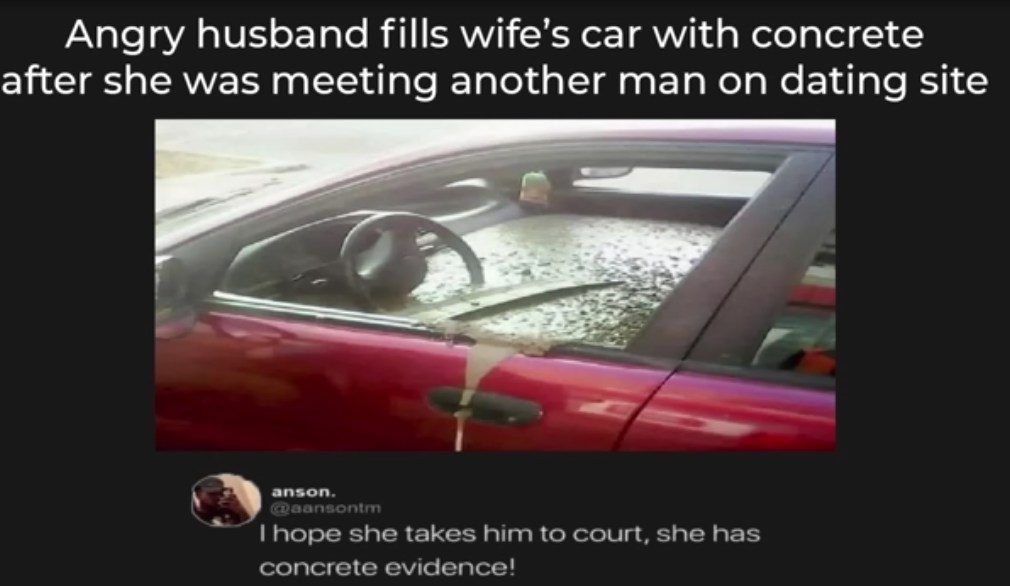 Angry husband fills wife’s car with concrete
after she was meeting another man on dating site
anson.
@aansontm
I hope she takes him to court, she has
concrete evidence!